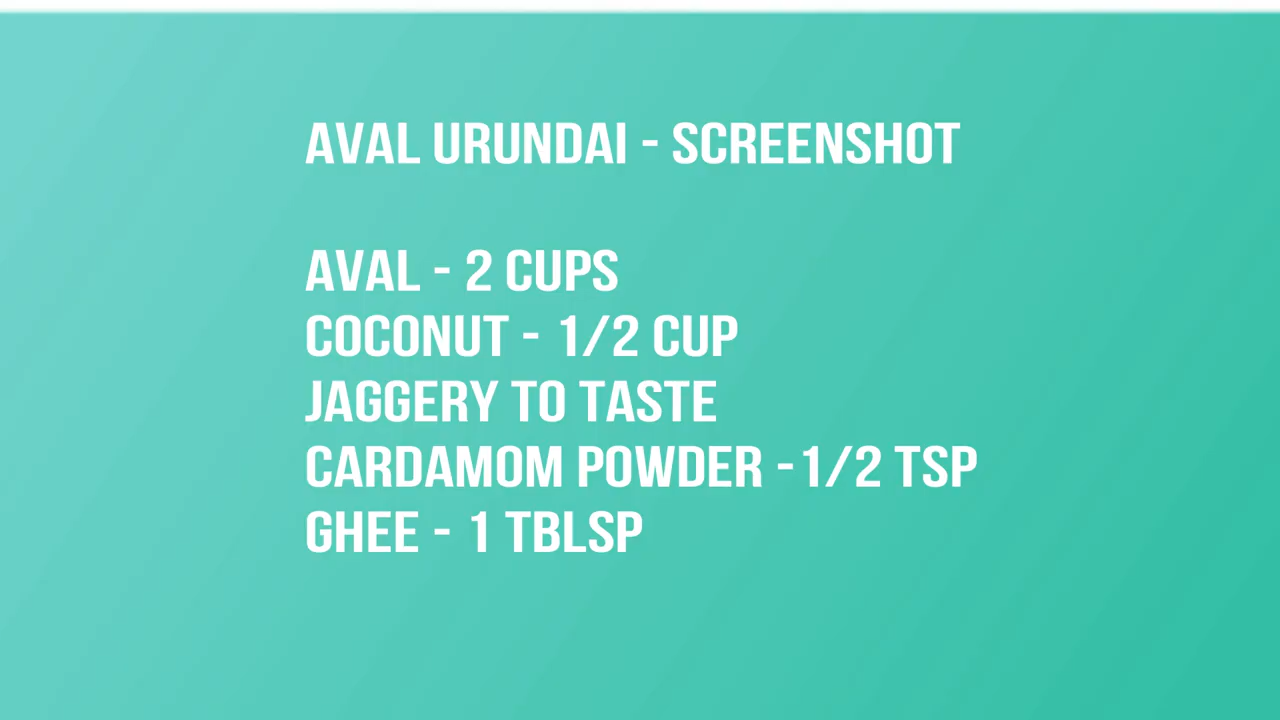 AVAL URUNDAI - SCREENSHOT
AVAL - 2 CUPS
COCONUT - 1/2 CUP
JAGGERY TO TASTE
CARDAMOM POWDER -1/2 TSP
GHEE - 1 TBLSP